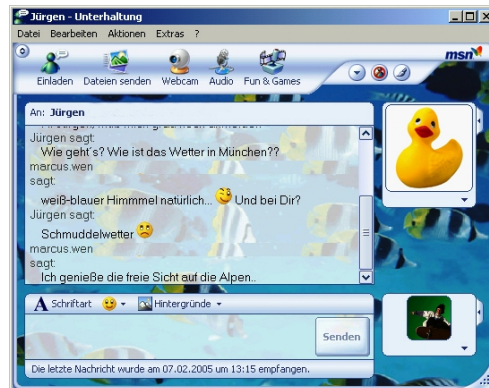 Jürgen - Unterhaltung
Datei Bearbeiten Aktionen Extras ?
msn
Einladen Dateien senden Webcam Audio Fun & Games
An: Jürgen
Jürgen sagt:
Wie geht´s? Wie ist das Wetter in München??
marcus.wen
sagt:
weiß-blauer Himmmel natürlich... Und bei Dir?
Jürgen sagt:
Schmuddelwetter
marcus.wen
sagt:
Ich genieße die freie Sicht auf die Alpen..
A Schriftart Hintergründe
Senden
Die letzte Nachricht wurde am 07.02.2005 um 13:15 empfangen.